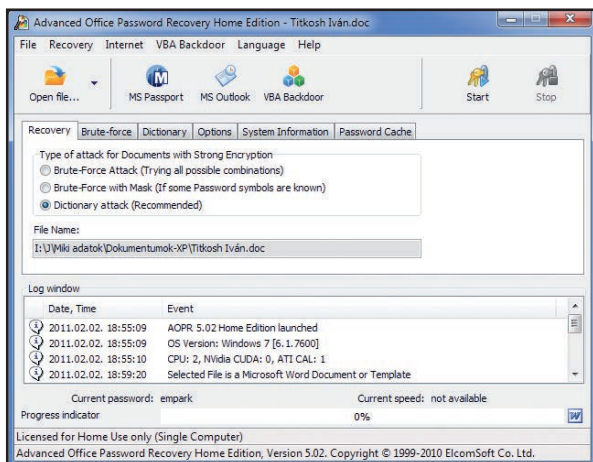 Advanced Office Password Recovery Home Edition - Titkosh Iván.doc
File Recovery Internet VBA Backdoor Language Help
Open file... MS Passport MS Outlook VBA Backdoor Start Stop
Recovery Brute-force Dictionary Options System Information Password Cache
Type of attack for Documents with Strong Encryption
Brute-Force Attack (Trying all possible combinations)
Brute-Force with Mask (If some Password symbols are known)
Dictionary attack (Recommended)
File Name:
I:\J\Miki adatok\Dokumentumok-XP\Titkosh Iván.doc
Log window
Date, Time Event
2011.02.02. 18:55:09 AOPR 5.02 Home Edition launched
2011.02.02. 18:55:09 OS Version: Windows 7 [6.1.7600]
2011.02.02. 18:55:10 CPU: 2, NVidia CUDA: 0, ATI CAL: 1
2011.02.02. 18:59:20 Selected File is a Microsoft Word Document or Template
Current password: empark Current speed: not available
Progress indicator 0%
Licensed for Home Use only (Single Computer)
Advanced Office Password Recovery Home Edition, Version 5.02. Copyright © 1999-2010 ElcomSoft Co. Ltd.